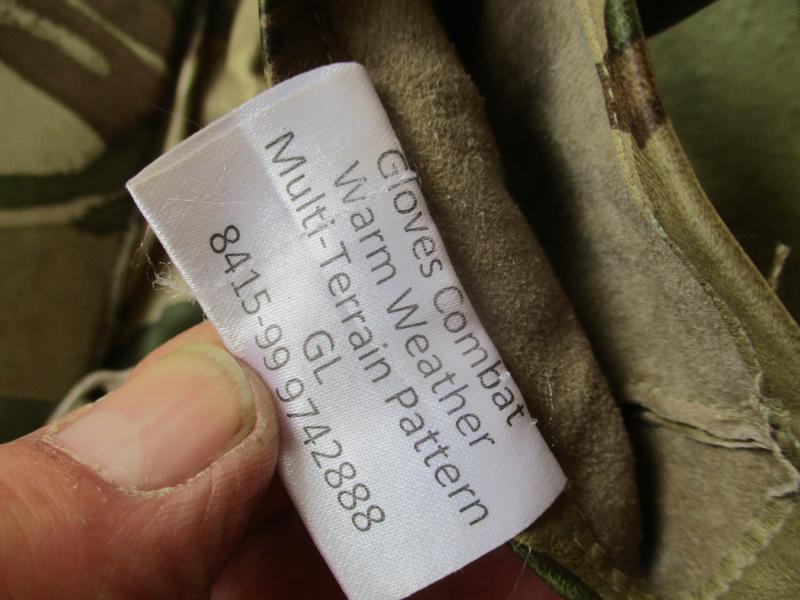 Gloves Combat
Warm Weather
Multi-Terrain Pattern
GL
8415-99 9742888